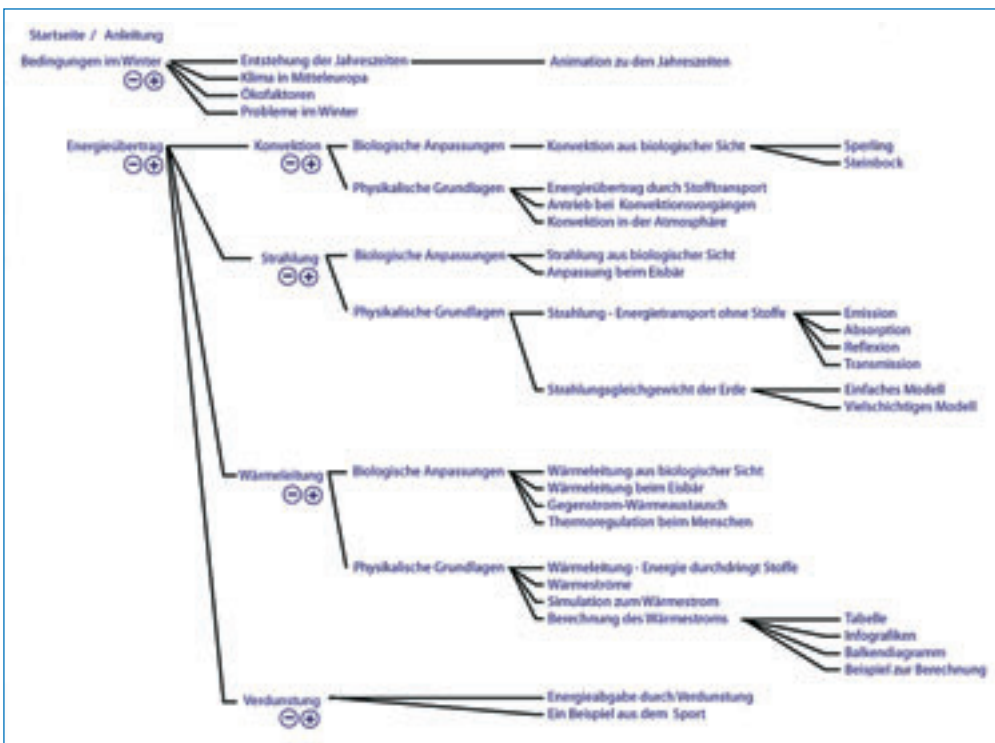 Startseite / Anleitung
Bedingungen im Winter
Entstehung der Jahreszeiten
Animation zu den Jahreszeiten
Klima in Mitteleuropa
Ökofaktoren
Probleme im Winter
Energieübertrag
Konvektion
Biologische Anpassungen
Konvektion aus biologischer Sicht
Sperling
Steinbock
Physikalische Grundlagen
Energieübertrag durch Stofftransport
Antrieb bei Konvektionsvorgängen
Konvektion in der Atmosphäre
Strahlung
Biologische Anpassungen
Strahlung aus biologischer Sicht
Anpassung beim Eisbär
Physikalische Grundlagen
Strahlung - Energietransport ohne Stoffe
Emission
Absorption
Reflexion
Transmission
Strahlungsgleichgewicht der Erde
Einfaches Modell
Vielschichtiges Modell
Wärmeleitung
Biologische Anpassungen
Wärmeleitung aus biologischer Sicht
Wärmeleitung beim Eisbär
Gegenstrom-Wärmeaustausch
Thermoregulation beim Menschen
Physikalische Grundlagen
Wärmeleitung - Energie durchdringt Stoffe
Wärmeströme
Simulation zum Wärmestrom
Berechnung des Wärmestroms
Tabelle
Infografiken
Balkendiagramm
Beispiel zur Berechnung
Verdunstung
Energieabgabe durch Verdunstung
Ein Beispiel aus dem Sport